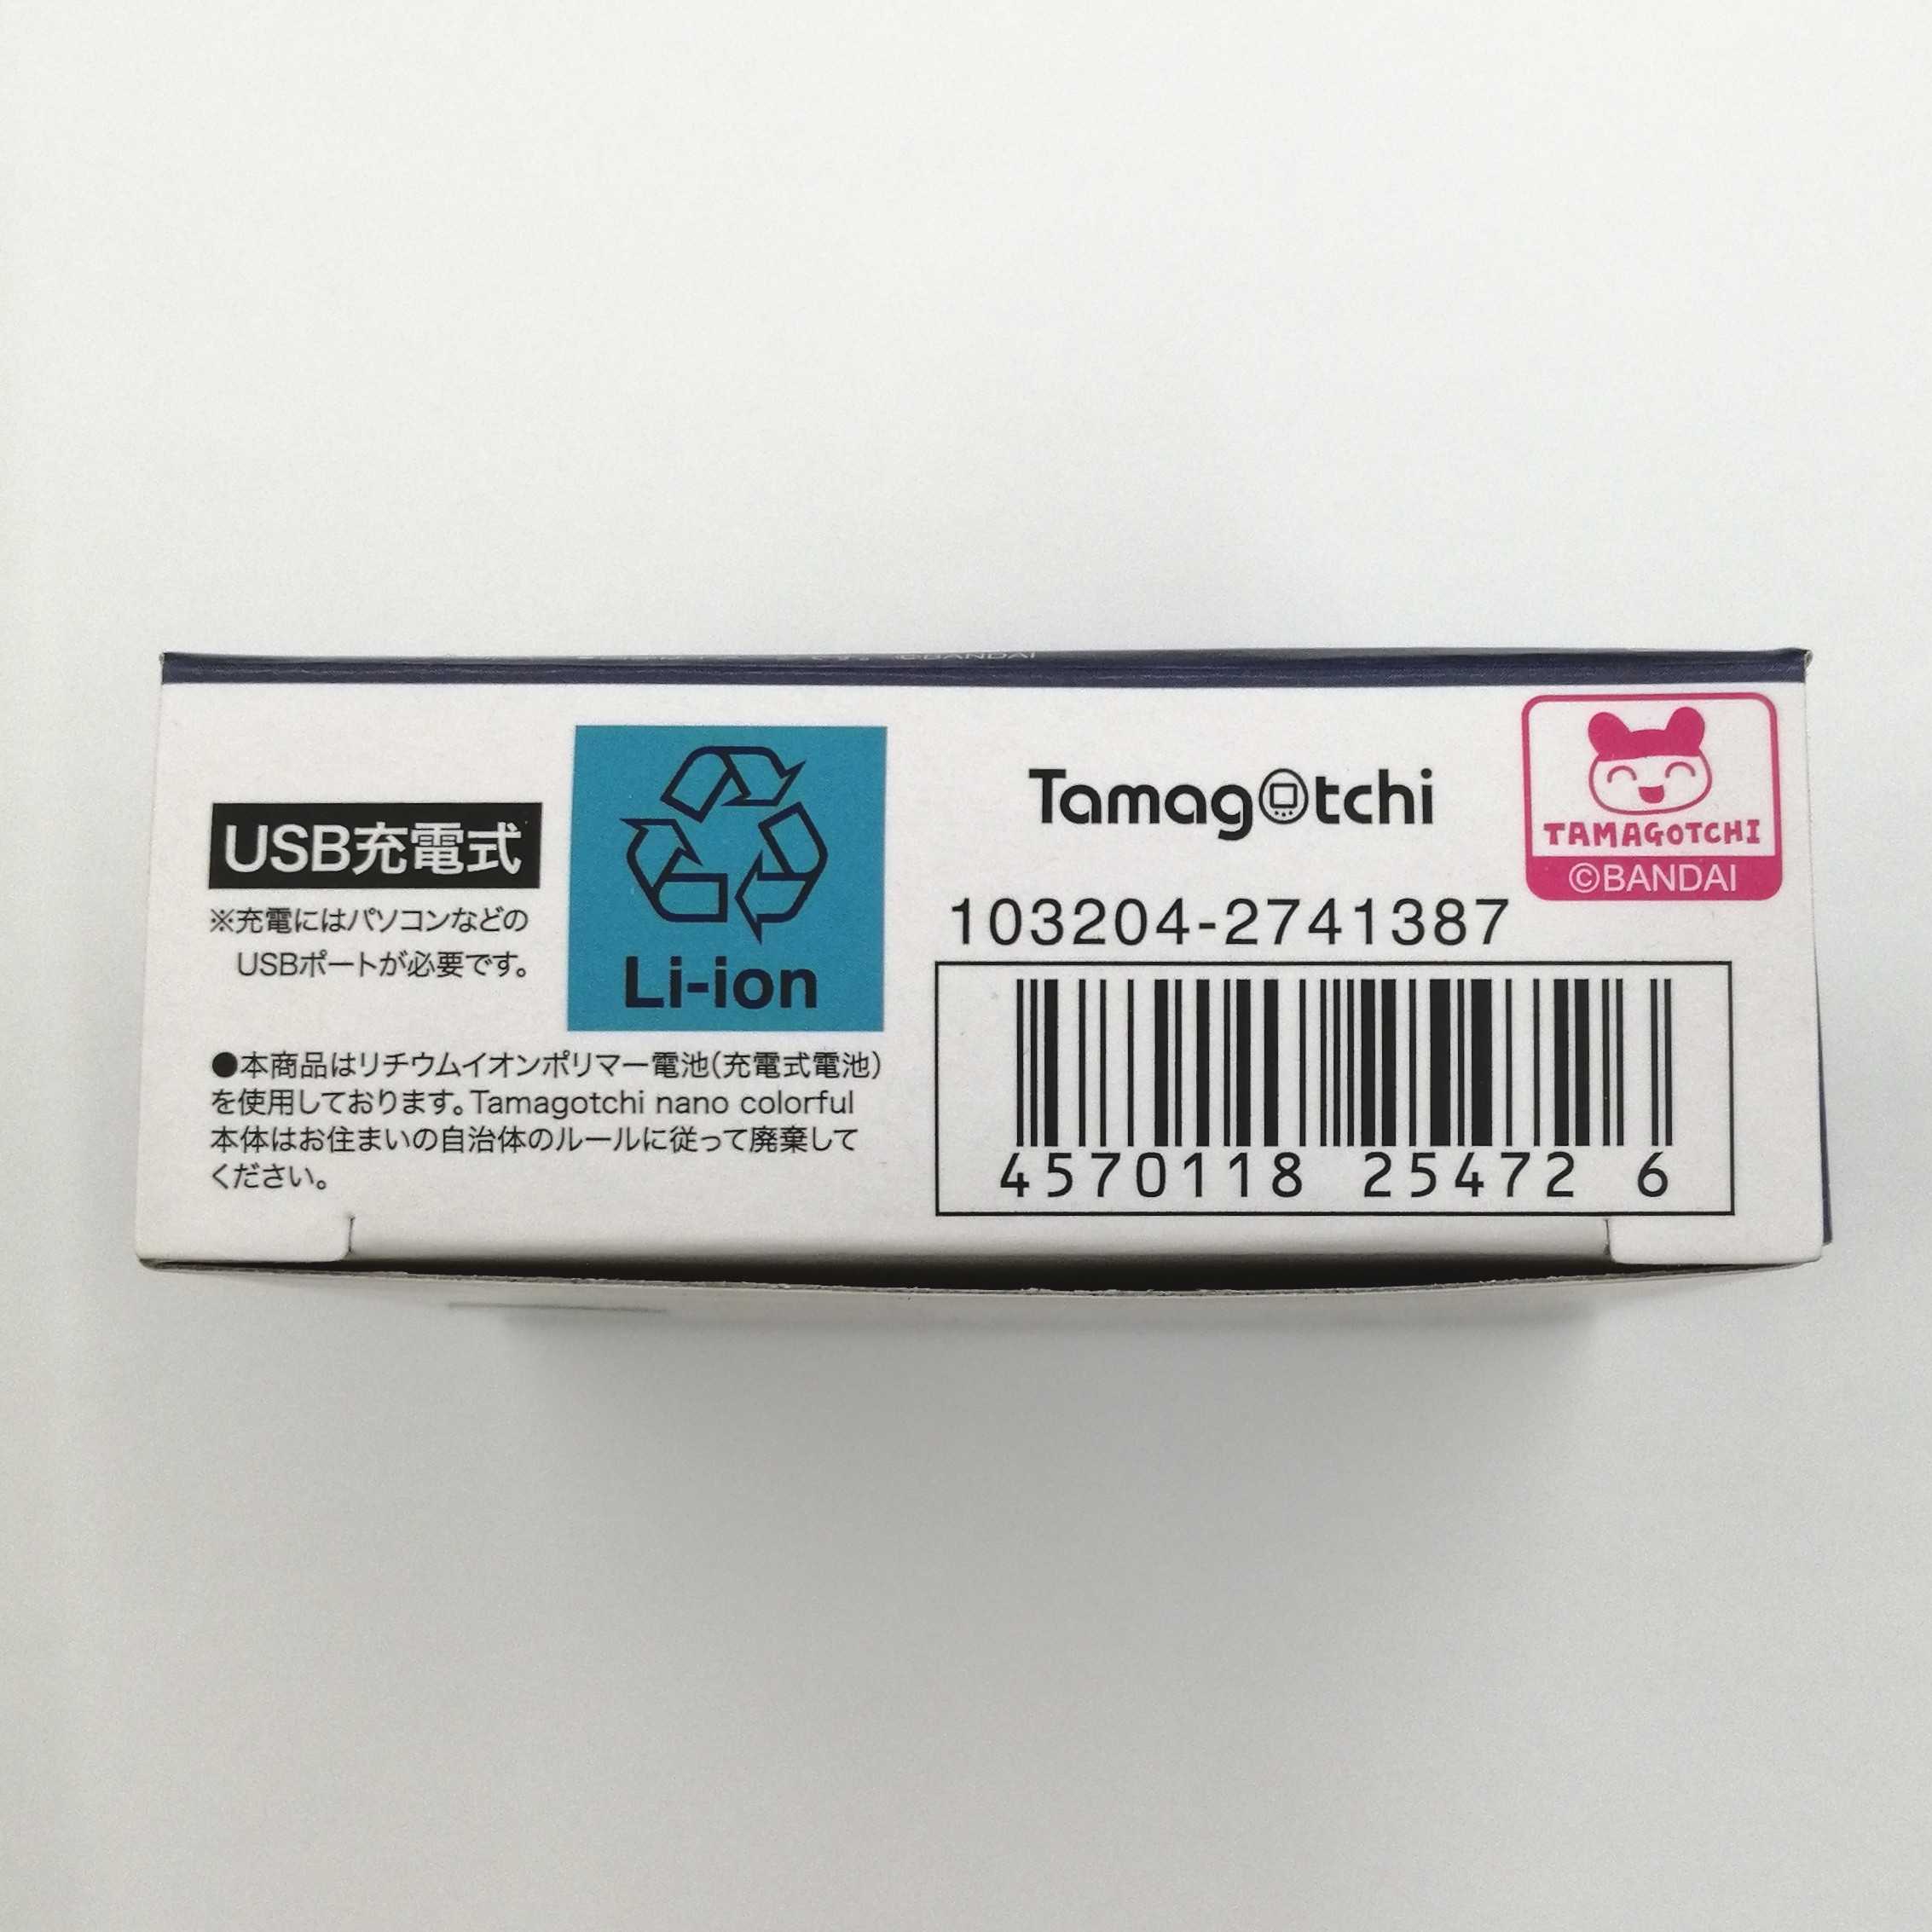 ©BANDAI
USB充電式
※充電にはパソコンなどの
USBポートが必要です。
Li-ion
●本商品はリチウムイオンポリマー電池(充電式電池)
を使用しております。Tamagotchi nano colorful
本体はお住まいの自治体のルールに従って廃棄して
ください。
Tamagotchi
TAMAGOTCHI
©BANDAI
103204-2741387
4570118 25472 6